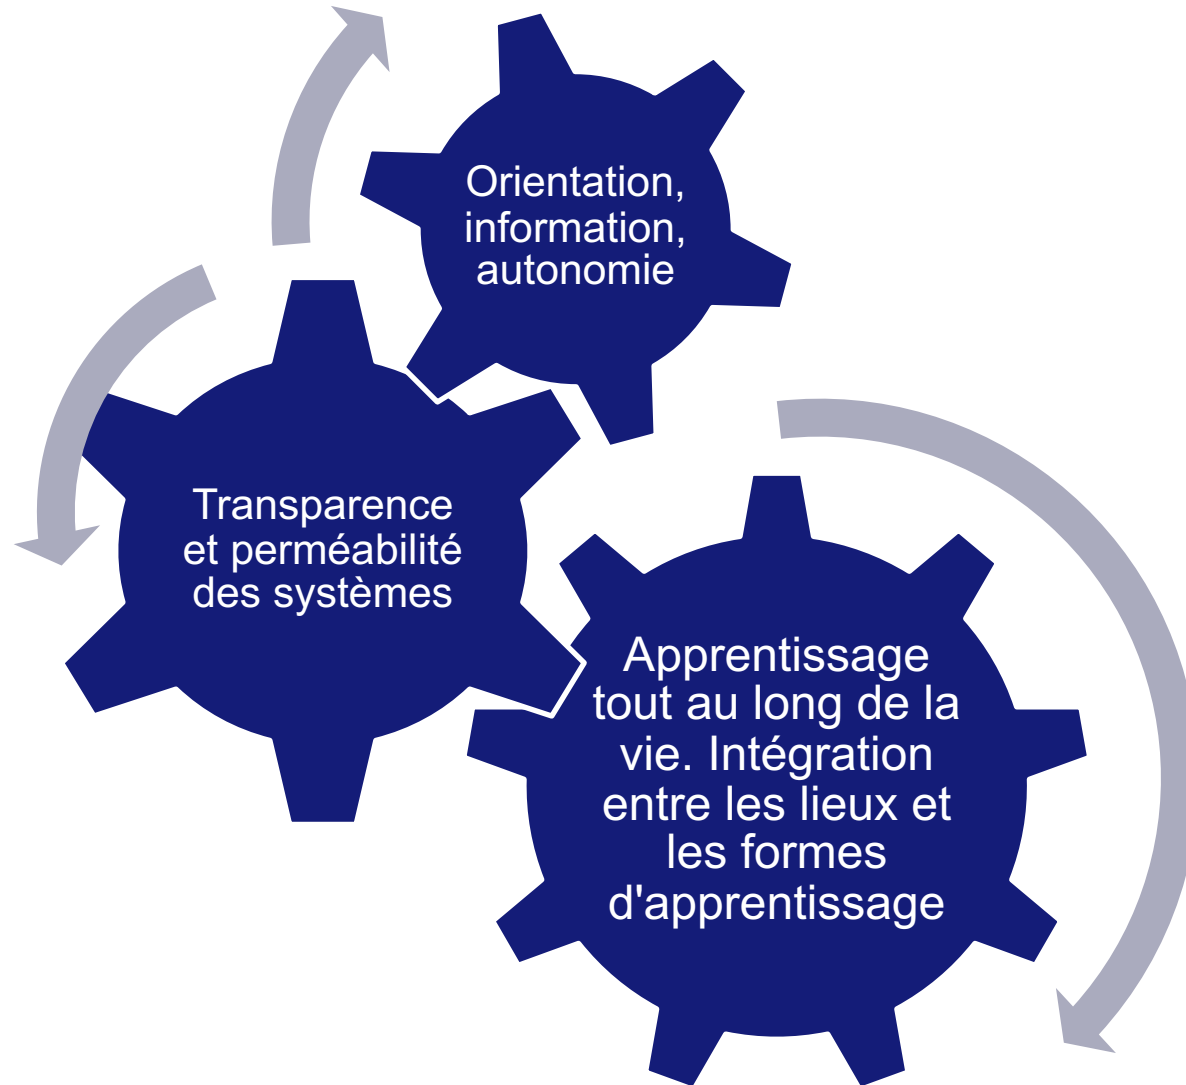 Orientation,
information,
autonomie
Transparence
et perméabilité
des systèmes
Apprentissage
tout au long de la
vie. Intégration
entre les lieux et
les formes
d'apprentissage